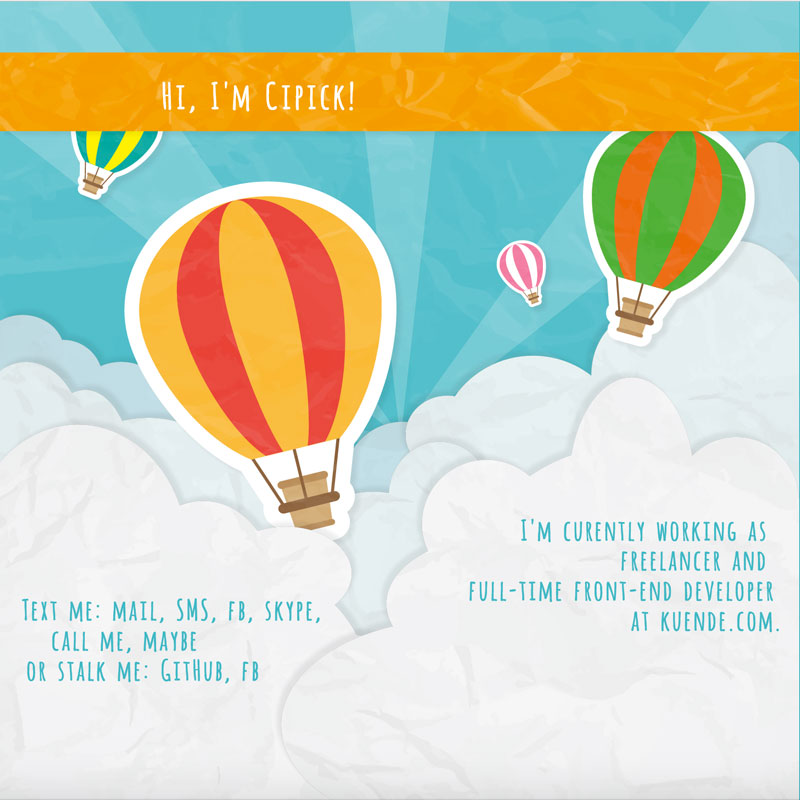 Hi, I'm Cipick!
I'm curently working as
freelancer and
full-time front-end developer
at kuende.com.
Text me: mail, SMS, fb, skype,
call me, maybe
or stalk me: GitHub, fb